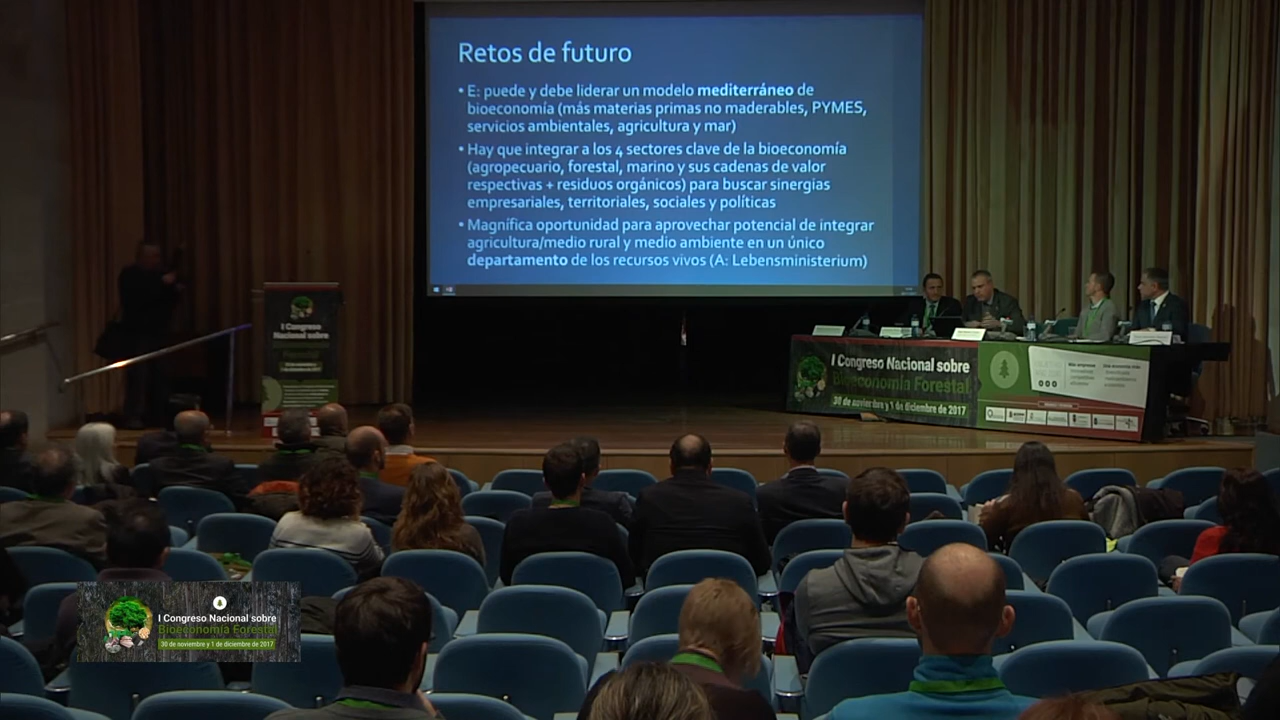 Retos de futuro
• E: puede y debe liderar un modelo mediterráneo de
bioeconomía (más materias primas no maderables, PYMES,
servicios ambientales, agricultura y mar)
• Hay que integrar a los 4 sectores clave de la bioeconomía
(agropecuario, forestal, marino y sus cadenas de valor
respectivas + residuos orgánicos) para buscar sinergias
empresariales, territoriales, sociales y políticas
• Magnífica oportunidad para aprovechar potencial de integrar
agricultura/medio rural y medio ambiente en un único
departamento de los recursos vivos (A: Lebensministerium)
I Congreso
Nacional sobre
I Congreso Nacional sobre
Bioeconomía Forestal
30 de noviembre y 1 de diciembre de 2017
I Congreso Nacional sobre
Bioeconomía Forestal
30 de noviembre y 1 de diciembre de 2017